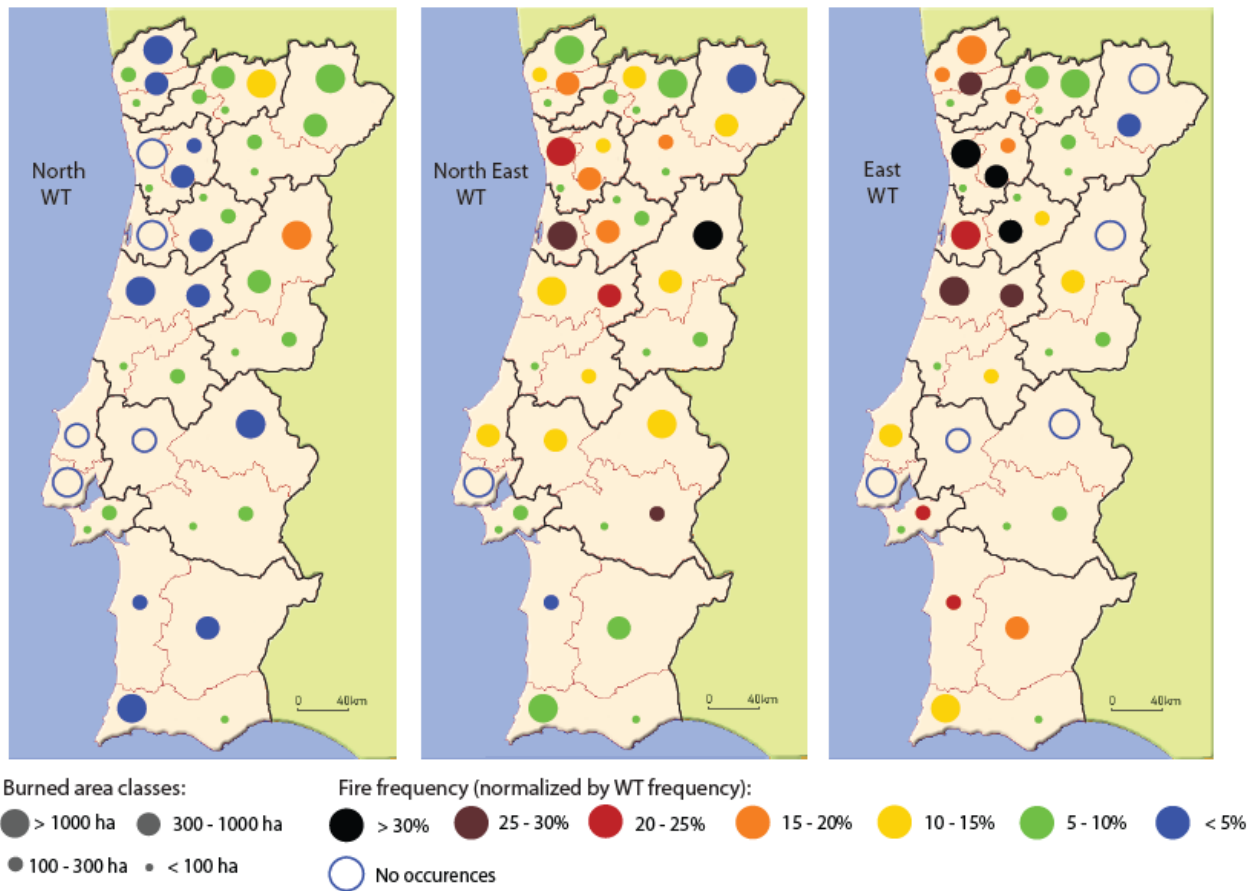 North
WT
North East
WT
East
WT
0 40km
0 40km
0 40km
Burned area classes:
Fire frequency (normalized by WT frequency):
> 1000 ha
300 - 1000 ha
> 30%
25 - 30%
20 - 25%
15 - 20%
10 - 15%
5 - 10%
< 5%
100 - 300 ha
< 100 ha
No occurences